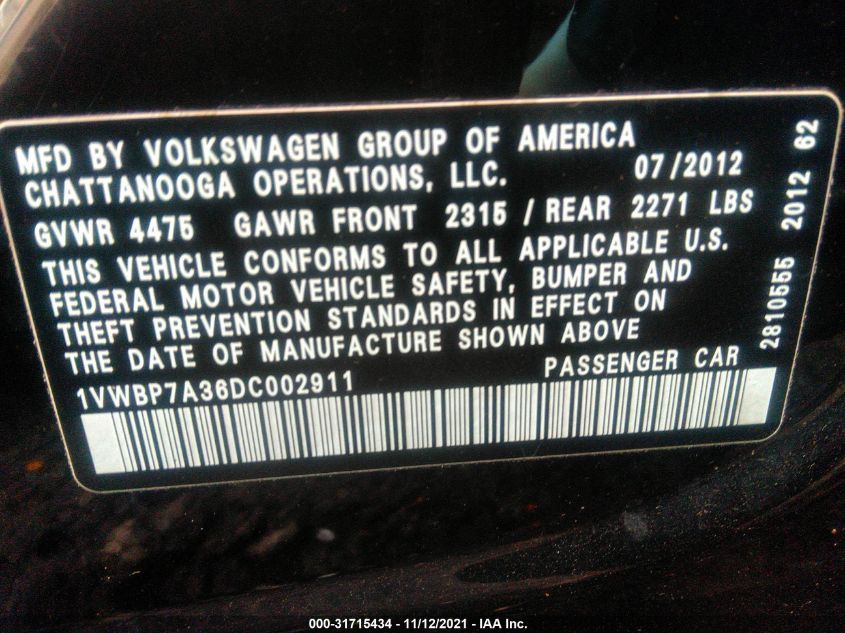 MFD BY VOLKSWAGEN GROUP OF AMERICA
CHATTANOOGA OPERATIONS, LLC. 07/2012
GVWR 4475 GAWR FRONT 2315 / REAR 2271 LBS
THIS VEHICLE CONFORMS TO ALL APPLICABLE U.S.
FEDERAL MOTOR VEHICLE SAFETY, BUMPER AND
THEFT PREVENTION STANDARDS IN EFFECT ON
THE DATE OF MANUFACTURE SHOWN ABOVE
1VWBP7A36DC002911 PASSENGER CAR
2810555 2012 62
000-31715434 - 11/12/2021 - IAA Inc.